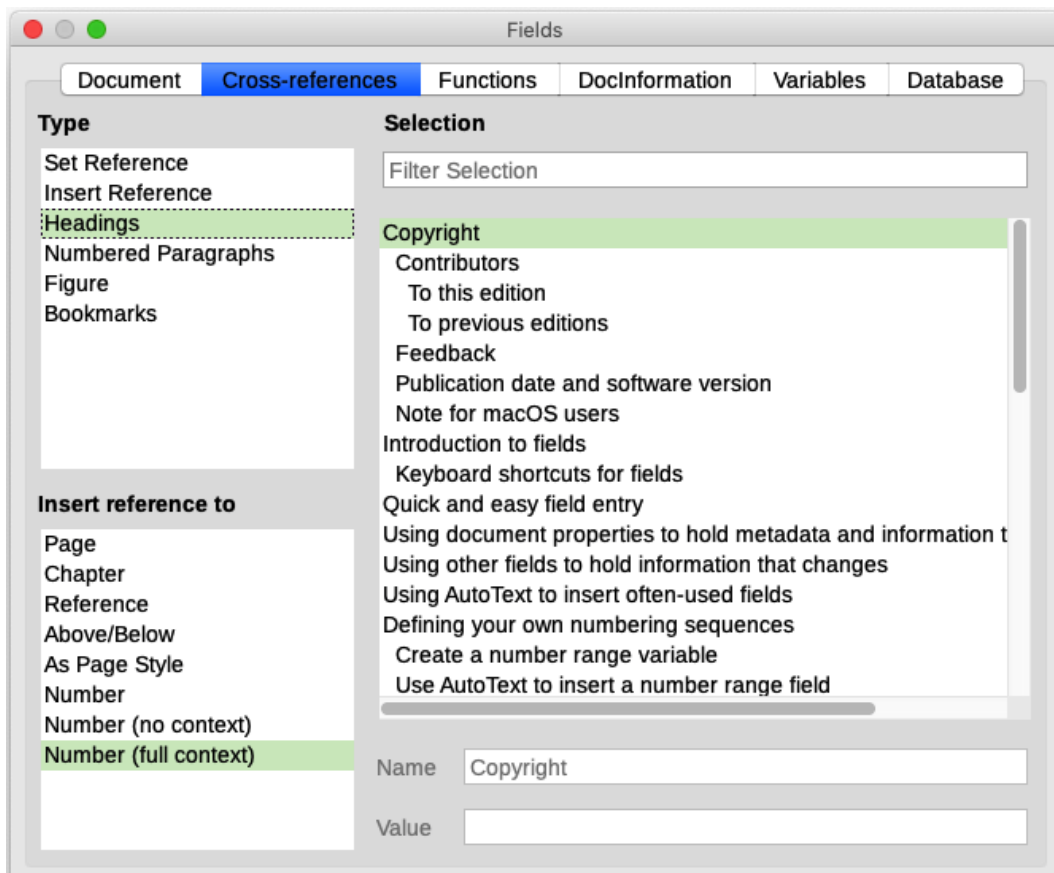 Fields
Document Cross-references Functions DocInformation Variables Database
Type
Set Reference
Insert Reference
Headings
Numbered Paragraphs
Figure
Bookmarks
Insert reference to
Page
Chapter
Reference
Above/Below
As Page Style
Number
Number (no context)
Number (full context)
Selection
Filter Selection
Copyright
Contributors
To this edition
To previous editions
Feedback
Publication date and software version
Note for macOS users
Introduction to fields
Keyboard shortcuts for fields
Quick and easy field entry
Using document properties to hold metadata and information t
Using other fields to hold information that changes
Using AutoText to insert often-used fields
Defining your own numbering sequences
Create a number range variable
Use AutoText to insert a number range field
Name Copyright
Value